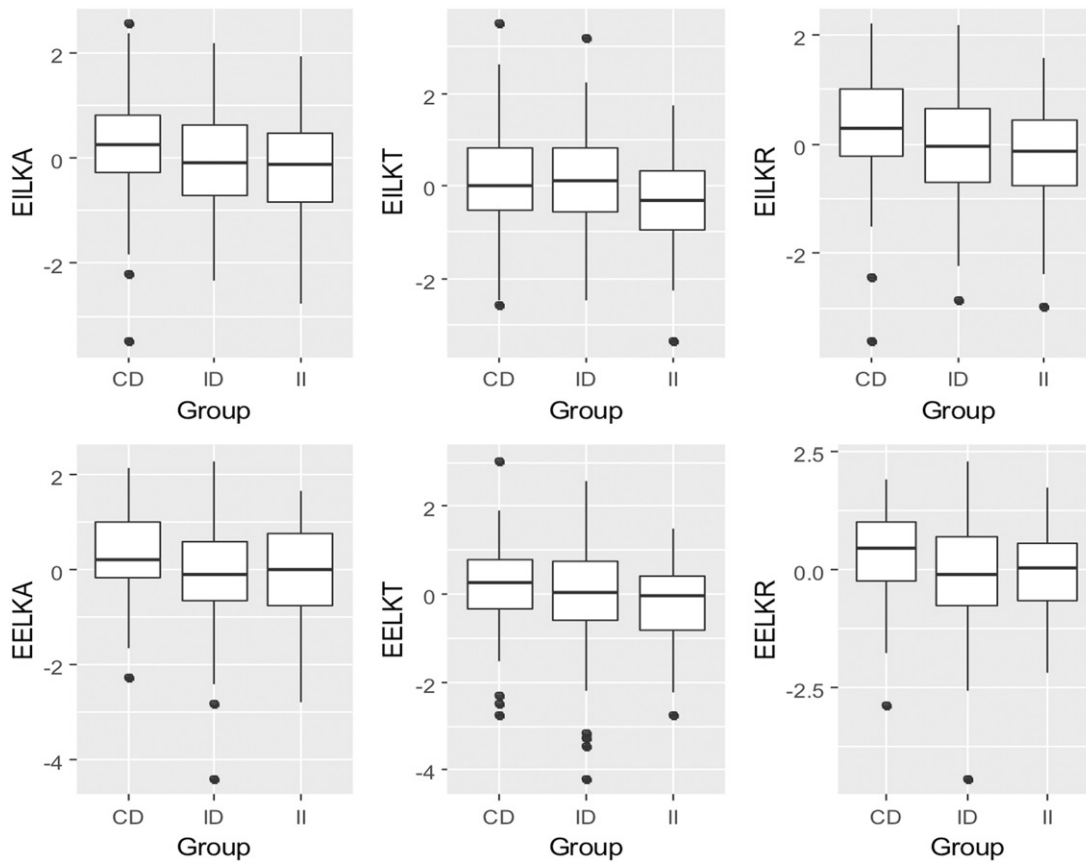 EILKA
2
0
-2
CD ID II
Group
EILKT
2
0
-2
CD ID II
Group
EILKR
2
0
-2
CD ID II
Group
EELKA
2
0
-2
-4
CD ID II
Group
EELKT
2
0
-2
-4
CD ID II
Group
EELKR
2.5
0.0
-2.5
CD ID II
Group